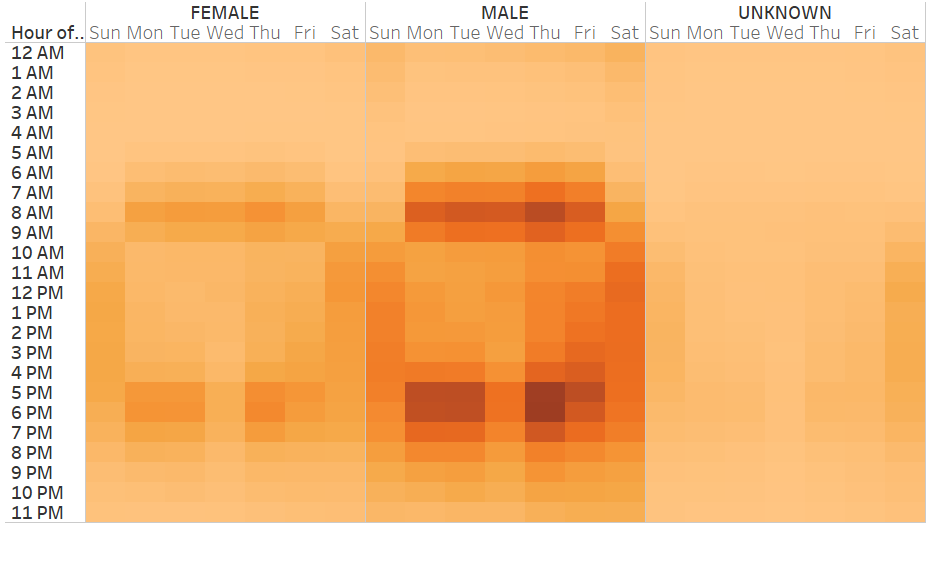 FEMALE MALE UNKNOWN
Hour of.. Sun Mon Tue Wed Thu Fri Sat Sun Mon Tue Wed Thu Fri Sat Sun Mon Tue Wed Thu Fri Sat
12 AM
1 AM
2 AM
3 AM
4 AM
5 AM
6 AM
7 AM
8 AM
9 AM
10 AM
11 AM
12 PM
1 PM
2 PM
3 PM
4 PM
5 PM
6 PM
7 PM
8 PM
9 PM
10 PM
11 PM